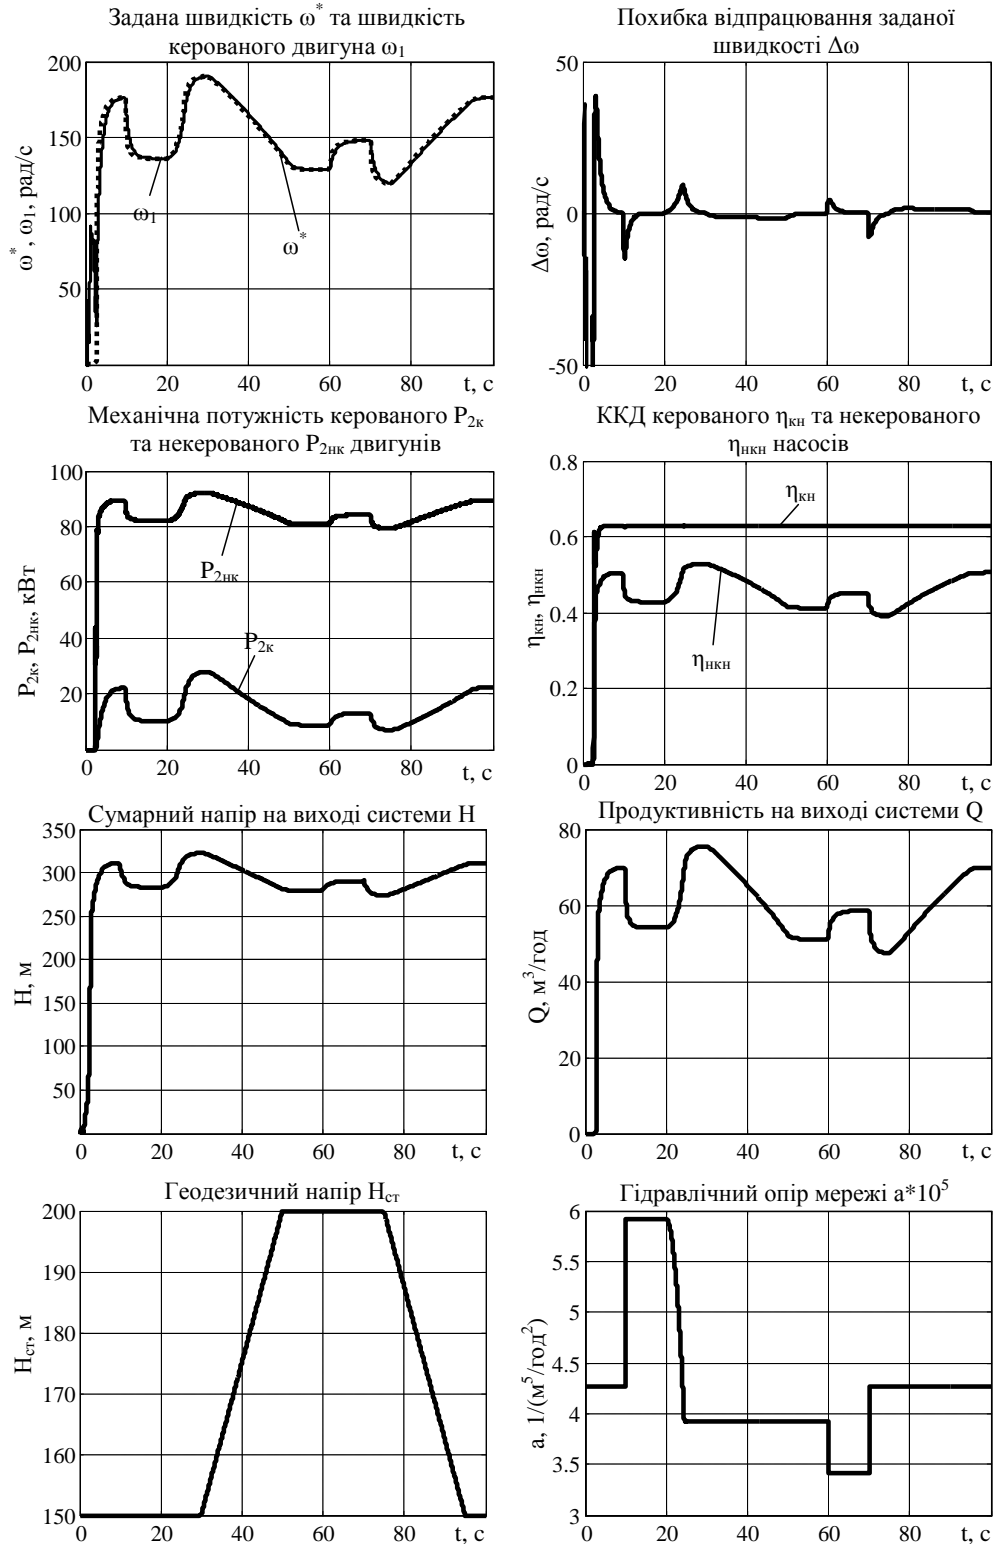 Задана швидкість ω* та швидкість
керованого двигуна ω₁
ω*, ω₁, рад/с
200
150
100
50
0
20
40
60
80
t, с
ω₁
ω*
Похибка відпрацювання заданої
швидкості Δω
Δω, рад/с
50
0
-50
0
20
40
60
80
t, с
Механічна потужність керованого P₂к
та некерованого P₂нк двигунів
P₂к, P₂нк, кВт
100
80
60
40
20
0
20
40
60
80
t, с
P₂нк
P₂к
ККД керованого ηкн та некерованого
ηнкн насосів
ηкн, ηнкн
0.8
0.6
0.4
0.2
0
0
20
40
60
80
t, с
ηкн
ηнкн
Сумарний напір на виході системи H
H, м
350
300
250
200
150
100
50
0
20
40
60
80
t, с
Продуктивність на виході системи Q
Q, м³/год
80
60
40
20
0
0
20
40
60
80
t, с
Геодезичний напір Hст
Hст, м
200
190
180
170
160
150
0
20
40
60
80
t, с
Гідравлічний опір мережі a*10⁵
a, 1/(м⁵/год²)
6
5.5
5
4.5
4
3.5
3
0
20
40
60
80
t, с